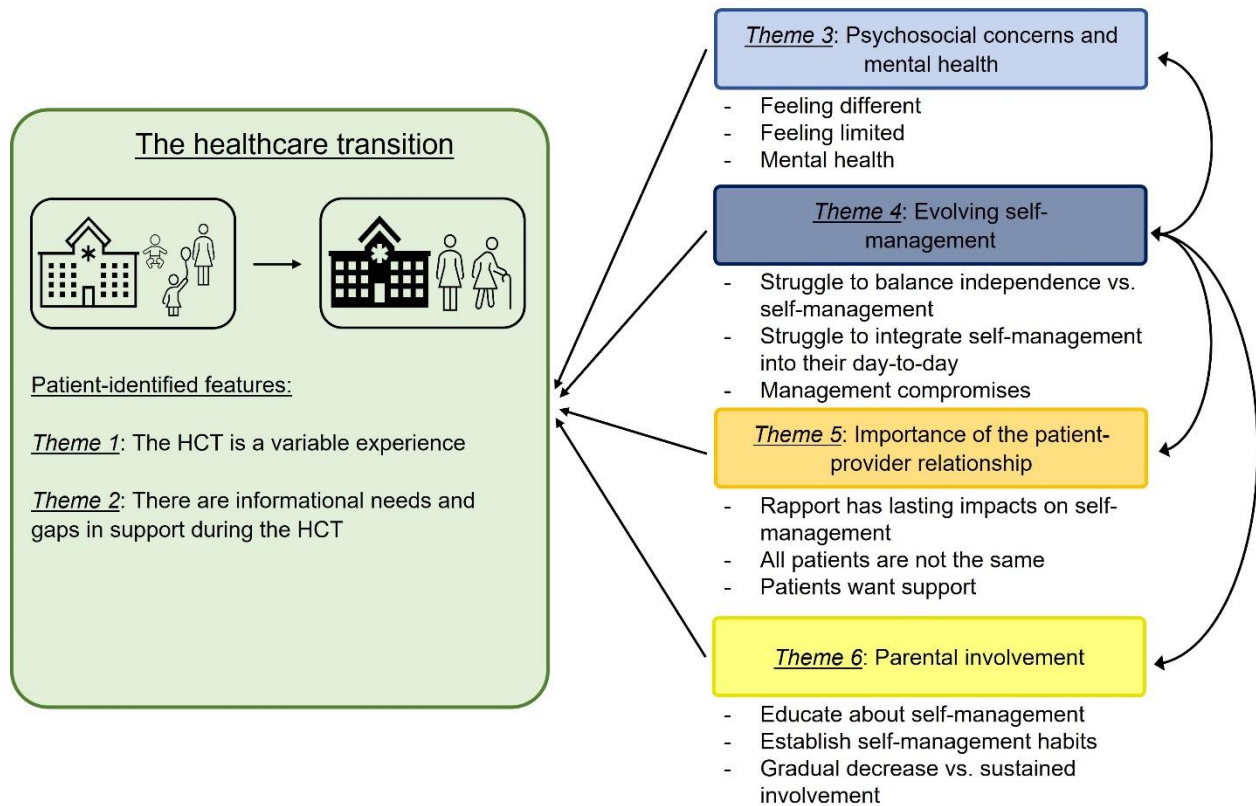 The healthcare transition
Patient-identified features:
Theme 1: The HCT is a variable experience
Theme 2: There are informational needs and
gaps in support during the HCT
Theme 3: Psychosocial concerns and
mental health
- Feeling different
- Feeling limited
- Mental health
Theme 4: Evolving self-
management
- Struggle to balance independence vs.
self-management
- Struggle to integrate self-management
into their day-to-day
- Management compromises
Theme 5: Importance of the patient-
provider relationship
- Rapport has lasting impacts on self-
management
- All patients are not the same
- Patients want support
Theme 6: Parental involvement
- Educate about self-management
- Establish self-management habits
- Gradual decrease vs. sustained
involvement